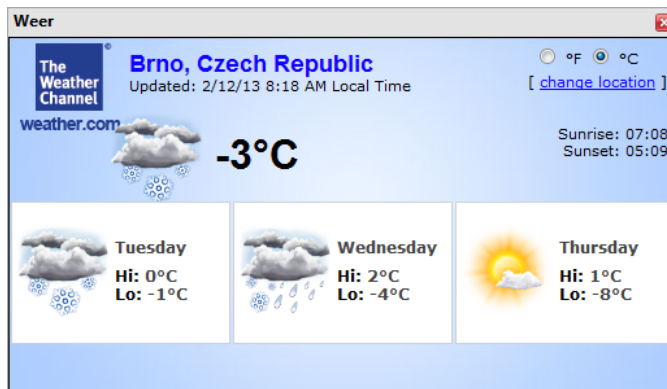 Weer
The
Weather
Channel
®
weather.com
Brno, Czech Republic
Updated: 2/12/13 8:18 AM Local Time
°F °C
[ change location ]
-3°C
Sunrise: 07:08
Sunset: 05:09
Tuesday
Hi: 0°C
Lo: -1°C
Wednesday
Hi: 2°C
Lo: -4°C
Thursday
Hi: 1°C
Lo: -8°C